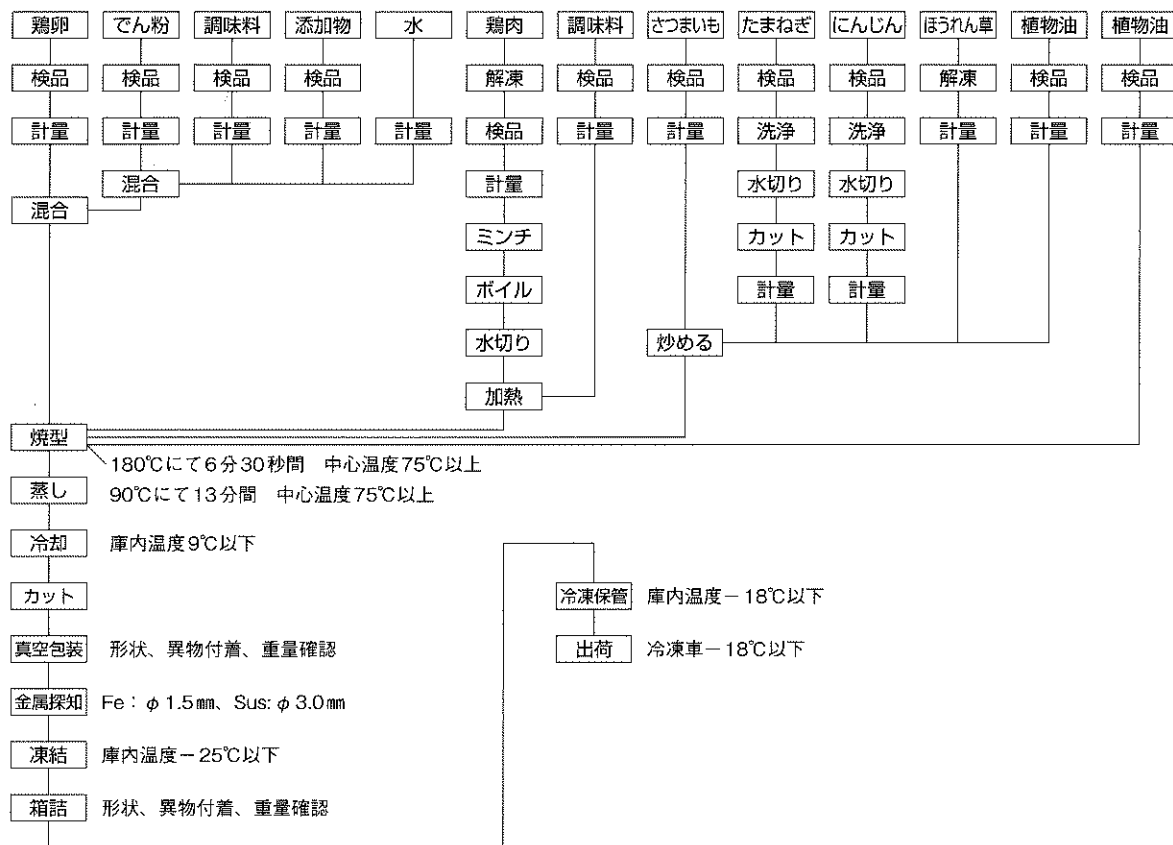 鶏卵 でん粉 調味料 添加物 水 鶏肉 調味料 さつまいも たまねぎ にんじん ほうれん草 植物油 植物油
検品 検品 検品 検品 解凍 検品 検品 検品 検品 解凍 検品 検品
計量 計量 計量 計量 計量 検品 計量 計量 洗浄 洗浄 計量 計量 計量
混合 計量 水切り 水切り
混合
ミンチ カット カット
ボイル 計量 計量
水切り 炒める
加熱
焼型
180℃にて6分30秒間 中心温度75℃以上
蒸し 90℃にて13分間 中心温度75℃以上
冷却 庫内温度9℃以下
カット
真空包装 形状、異物付着、重量確認
金属探知 Fe:φ1.5㎜、Sus:φ3.0㎜
凍結 庫内温度-25℃以下
箱詰 形状、異物付着、重量確認
冷凍保管 庫内温度-18℃以下
出荷 冷凍車-18℃以下